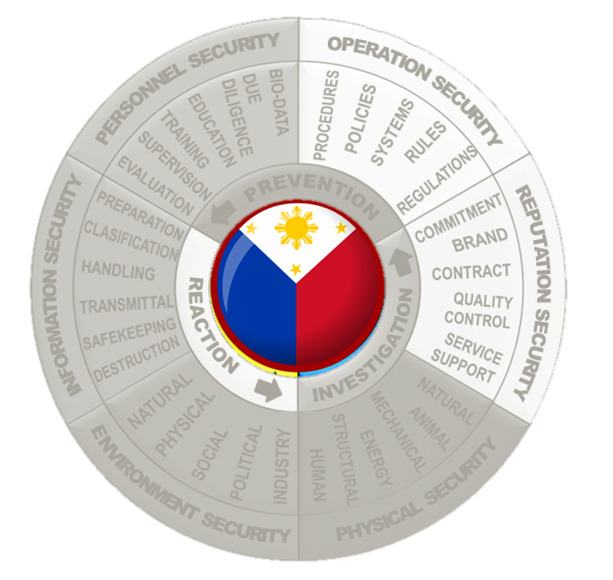 PERSONNEL SECURITY
BIO-DATA
DUE
DILIGENCE
EDUCATION
TRAINING
SUPERVISION
EVALUATION
OPERATION SECURITY
PROCEDURES
POLICIES
SYSTEMS
RULES
REGULATIONS
REPUTATION SECURITY
COMMITMENT
BRAND
CONTRACT
QUALITY
CONTROL
SERVICE
SUPPORT
PHYSICAL SECURITY
NATURAL
ANIMAL
MECHANICAL
ENERGY
STRUCTURAL
HUMAN
ENVIRONMENT SECURITY
NATURAL
PHYSICAL
SOCIAL
POLITICAL
INDUSTRY
INFORMATION SECURITY
PREPARATION
CLASIFICATION
HANDLING
TRANSMITTAL
SAFEKEEPING
DESTRUCTION
PREVENTION
INVESTIGATION
REACTION